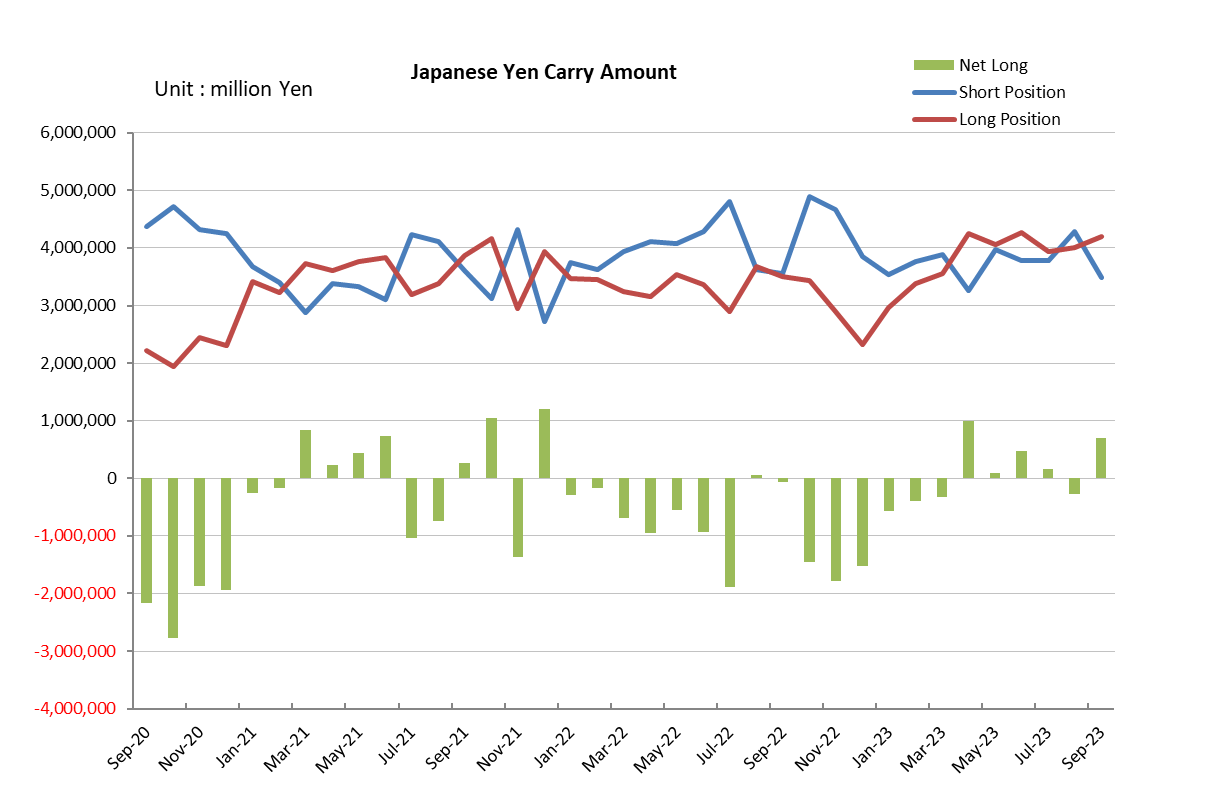 Japanese Yen Carry Amount
Unit : million Yen
Net Long
Short Position
Long Position
6,000,000
5,000,000
4,000,000
3,000,000
2,000,000
1,000,000
0
-1,000,000
-2,000,000
-3,000,000
-4,000,000
Sep-20
Nov-20
Jan-21
Mar-21
May-21
Jul-21
Sep-21
Nov-21
Jan-22
Mar-22
May-22
Jul-22
Sep-22
Nov-22
Jan-23
Mar-23
May-23
Jul-23
Sep-23